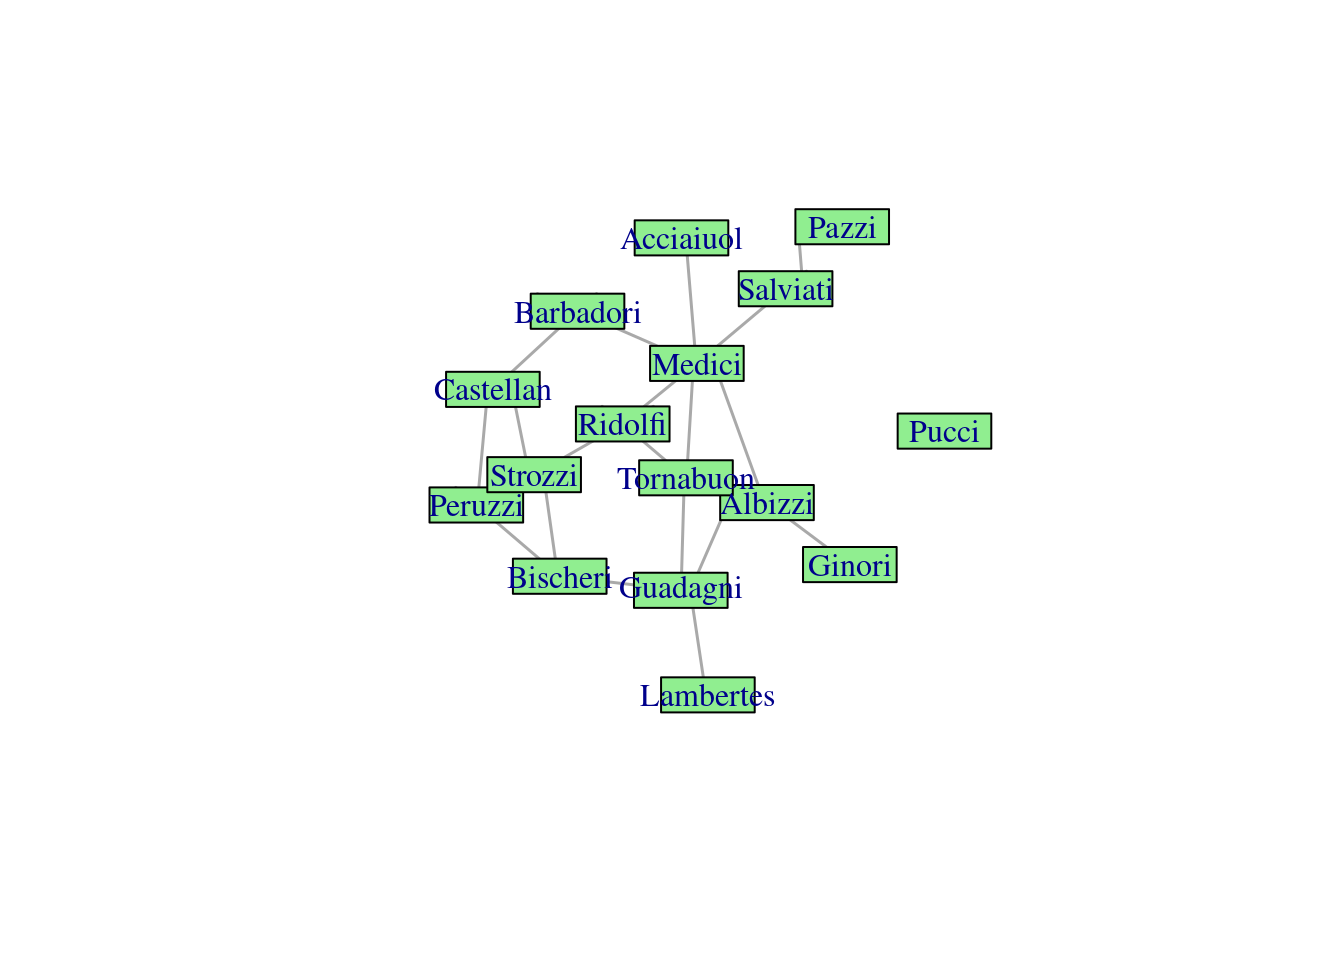 Pazzi
Acciaiuol
Salviati
Barbadori
Medici
Castellan
Ridolfi
Pucci
Strozzi
Tornabuon
Peruzzi
Albizzi
Ginori
Bischeri
Guadagni
Lambertes